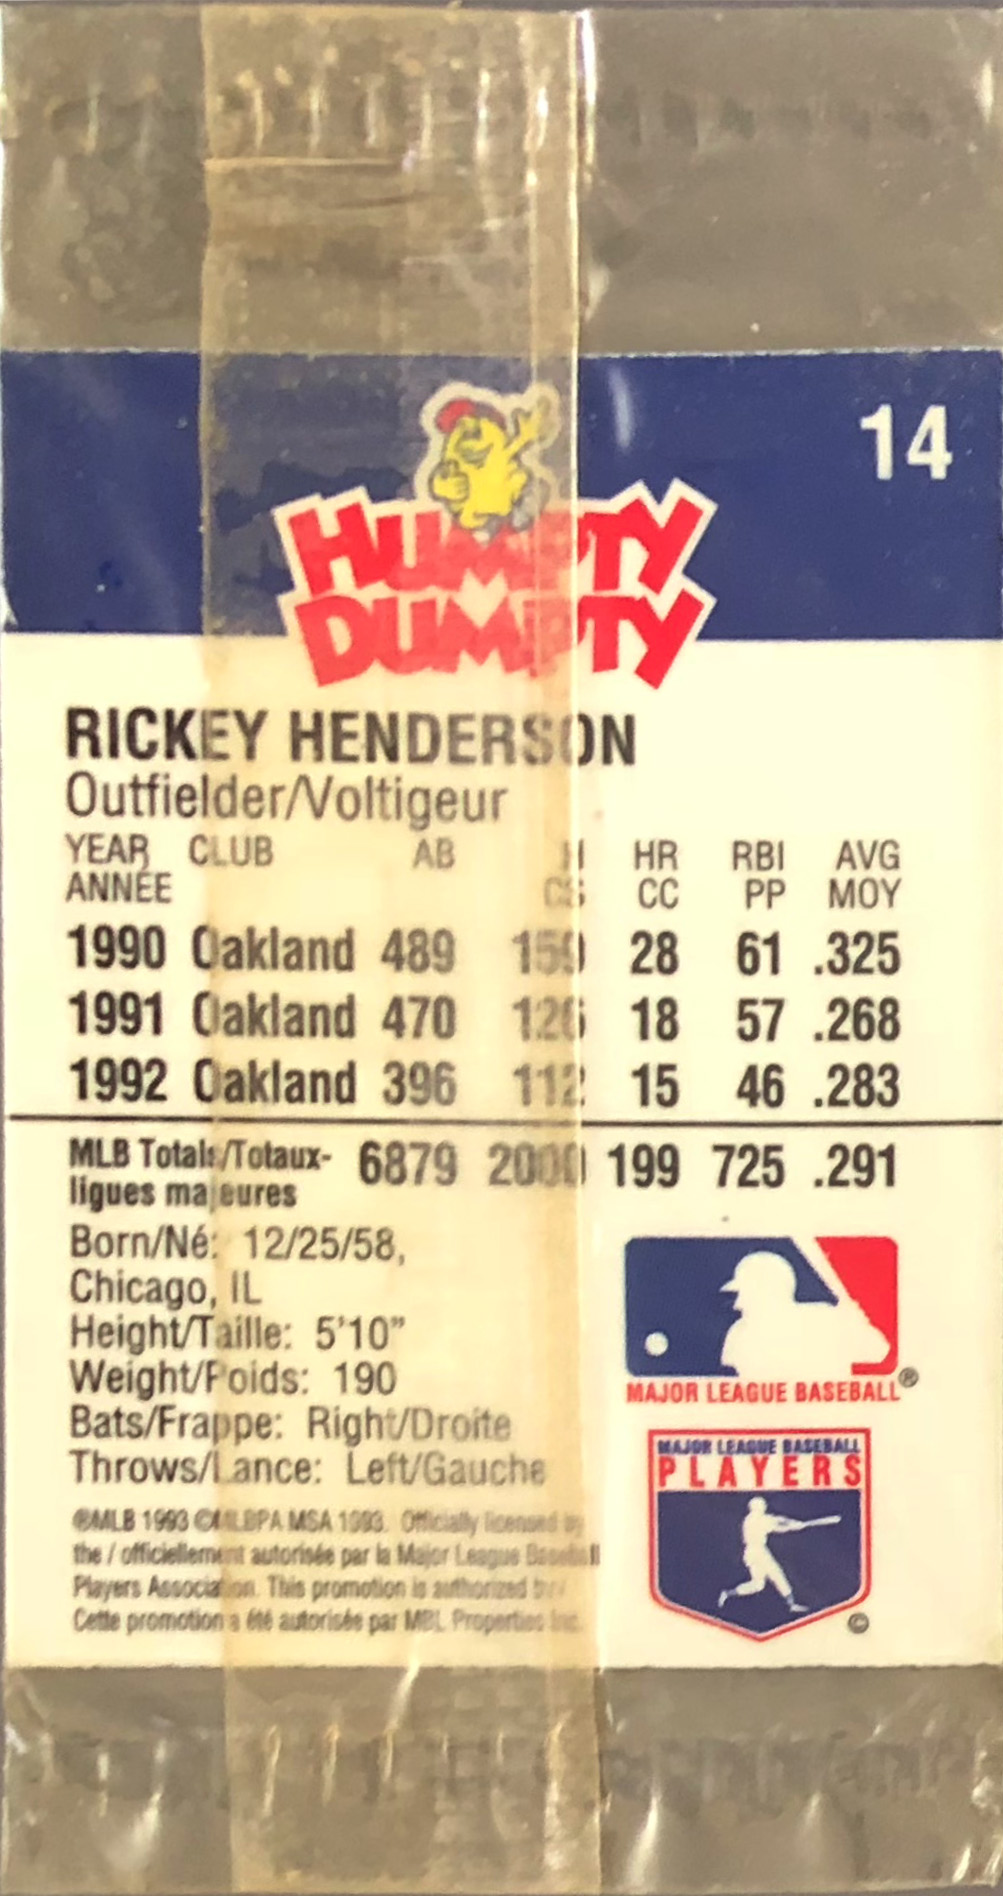 14
HUMPTY
DUMPTY
RICKEY HENDERSON
Outfielder/Voltigeur
YEAR CLUB AB H HR RBI AVG
ANNÉE CS CC PP MOY
1990 Oakland 489 159 28 61 .325
1991 Oakland 470 126 18 57 .268
1992 Oakland 396 112 15 46 .283
MLB Totals/Totaux- 6879 2000 199 725 .291
ligues majeures
Born/Né: 12/25/58,
Chicago, IL
Height/Taille: 5'10"
Weight/Poids: 190
Bats/Frappe: Right/Droite
Throws/Lance: Left/Gauche
®MLB 1993 ©MLBPA MSA 1993. Officially licensed by
the / officiellement autorisée par la Major League Baseball
Players Association. This promotion is authorized by/
Cette promotion a été autorisée par MBL Properties Inc.
MAJOR LEAGUE BASEBALL®
MAJOR LEAGUE BASEBALL
PLAYERS
©